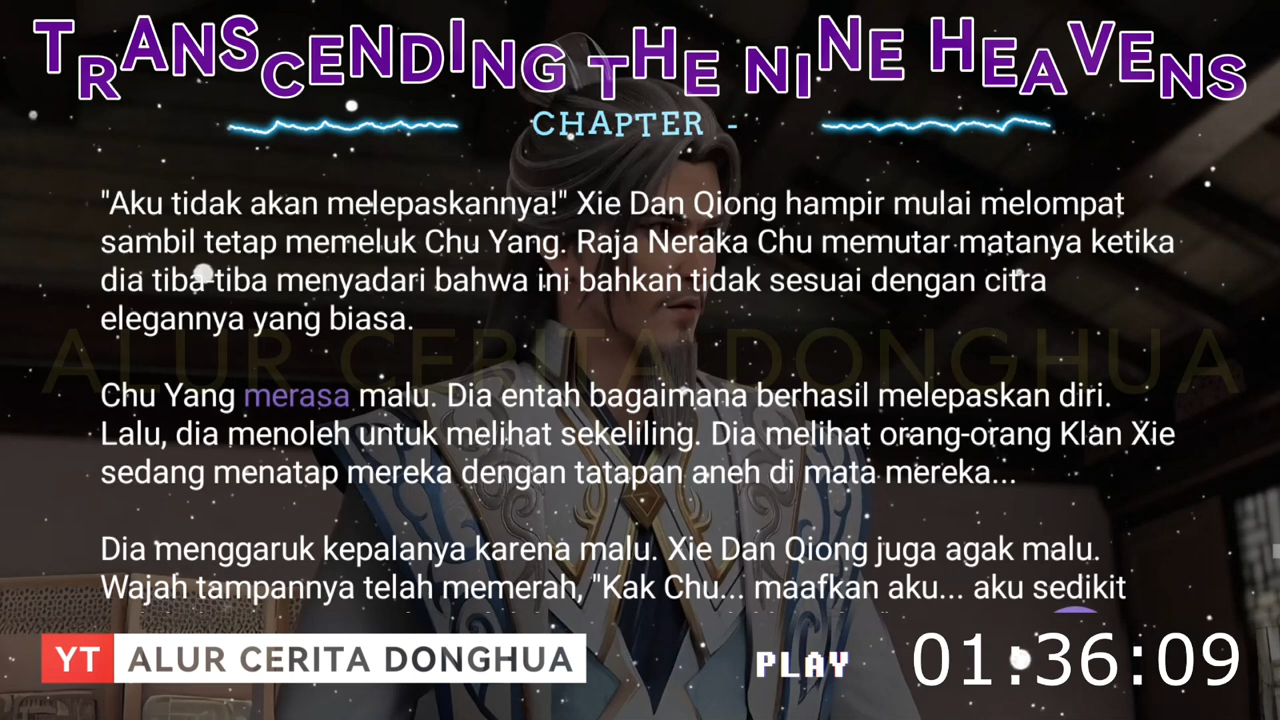 TRANSCENDING THE NINE HEAVENS
CHAPTER -
"Aku tidak akan melepaskannya!" Xie Dan Qiong hampir mulai melompat
sambil tetap memeluk Chu Yang. Raja Neraka Chu memutar matanya ketika
dia tiba-tiba menyadari bahwa ini bahkan tidak sesuai dengan citra
elegannya yang biasa.
ALUR CERITA DONGHUA
Chu Yang merasa malu. Dia entah bagaimana berhasil melepaskan diri.
Lalu, dia menoleh untuk melihat sekeliling. Dia melihat orang-orang Klan Xie
sedang menatap mereka dengan tatapan aneh di mata mereka...
Dia menggaruk kepalanya karena malu. Xie Dan Qiong juga agak malu.
Wajah tampannya telah memerah, "Kak Chu... maafkan aku... aku sedikit
YT ALUR CERITA DONGHUA
PLAY 01:36:09